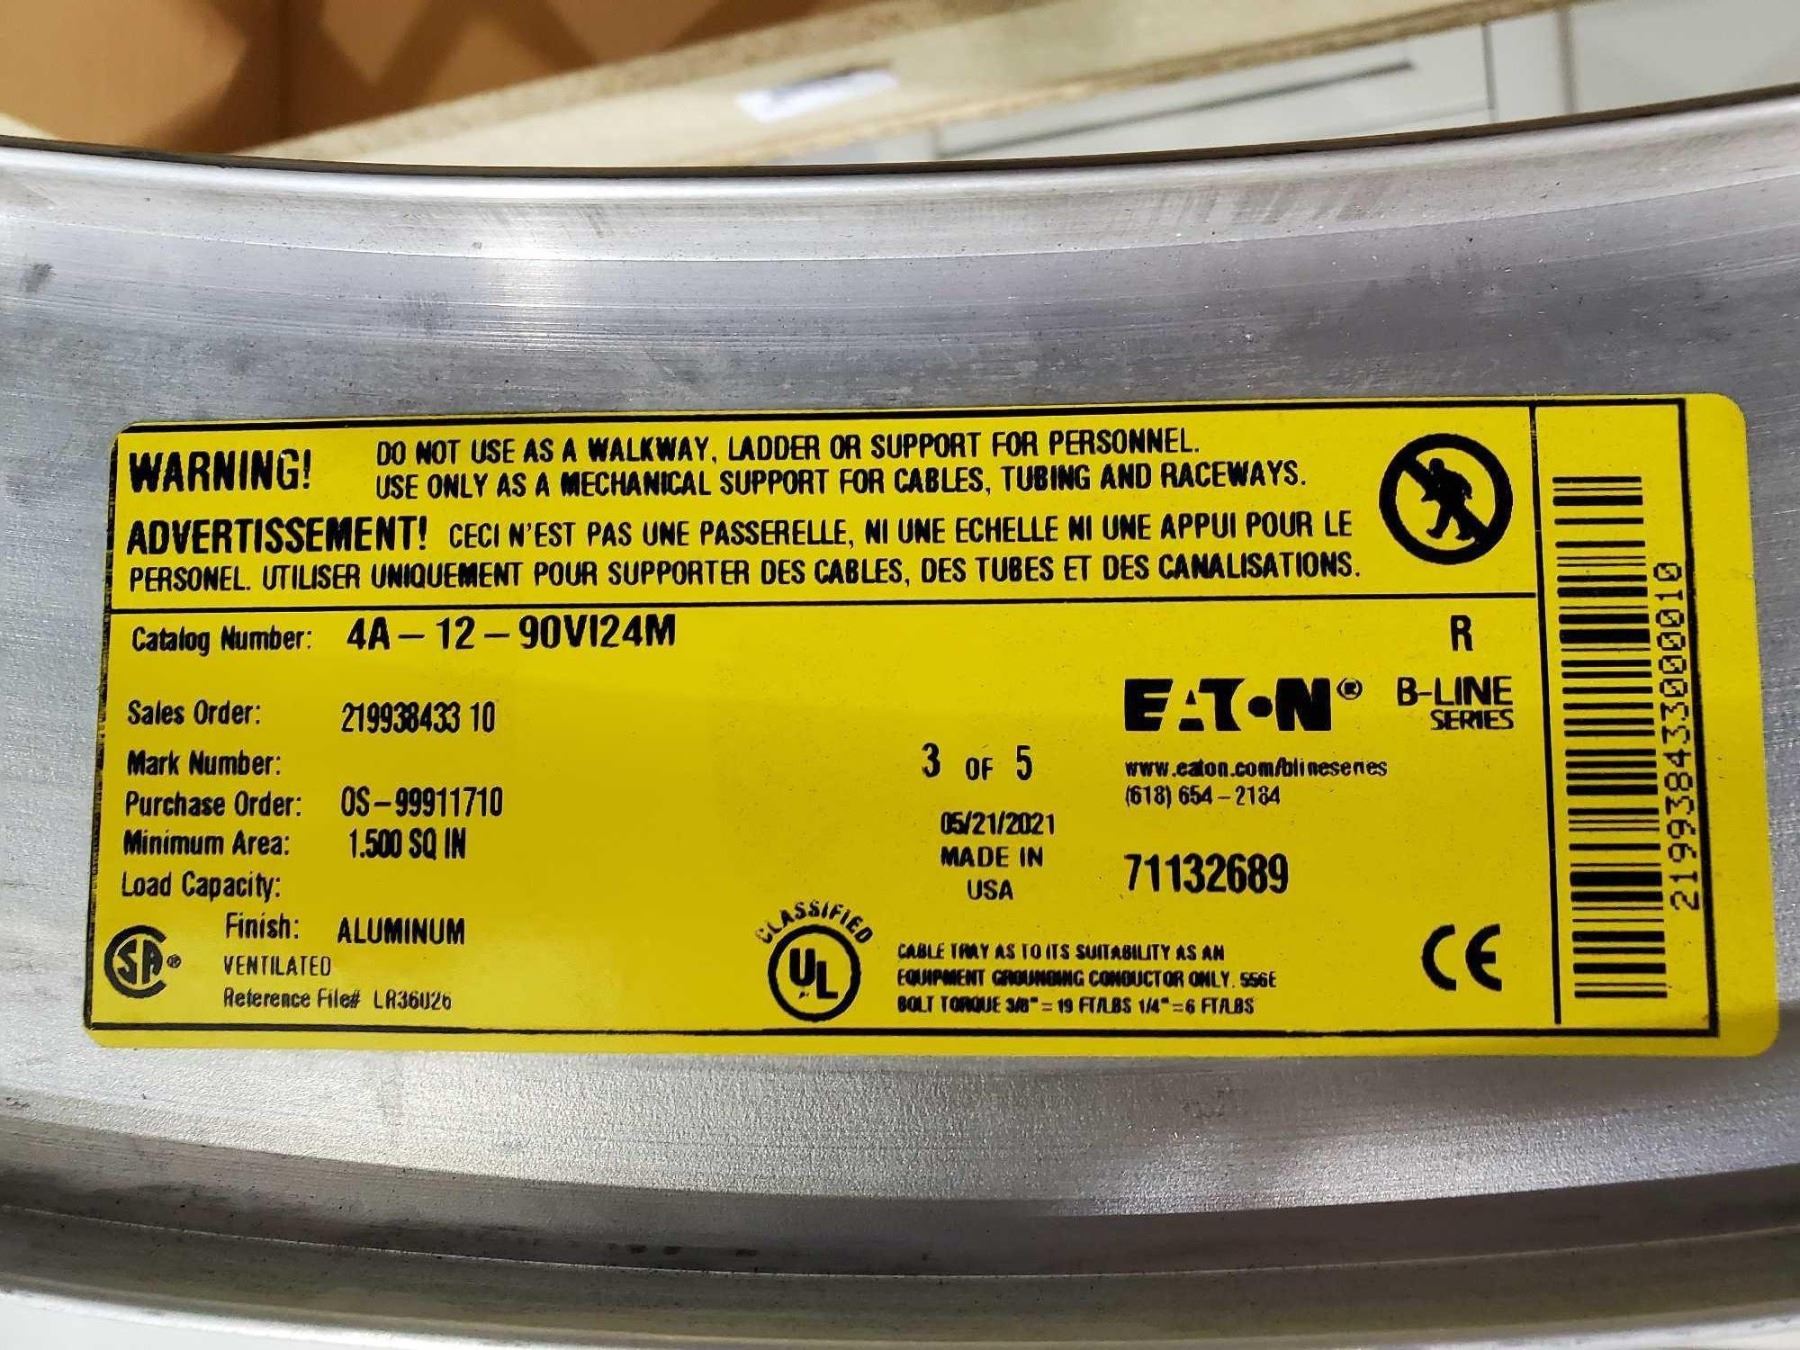 WARNING! DO NOT USE AS A WALKWAY, LADDER OR SUPPORT FOR PERSONNEL.
USE ONLY AS A MECHANICAL SUPPORT FOR CABLES, TUBING AND RACEWAYS.
ADVERTISSEMENT! CECI N'EST PAS UNE PASSERELLE, NI UNE ECHELLE NI UNE APPUI POUR LE
PERSONEL. UTILISER UNIQUEMENT POUR SUPPORTER DES CABLES, DES TUBES ET DES CANALISATIONS.
Catalog Number: 4A-12-90VI24M
R
Sales Order: 219938433 10
Mark Number:
Purchase Order: OS-99911710
Minimum Area: 1.500 SQ IN
Load Capacity:
Finish: ALUMINUM
VENTILATED
Reference File# LR36026
SA®
3 OF 5
05/21/2021
MADE IN
USA
EATON® B-LINE
SERIES
www.eaton.com/blineseries
(618) 654-2184
71132689
CLASSIFIED
UL
CABLE TRAY AS TO ITS SUITABILITY AS AN
EQUIPMENT GROUNDING CONDUCTOR ONLY. 556E
BOLT TORQUE 3/8"=19 FT/LBS 1/4"=6 FT/LBS
CE
219938433000010